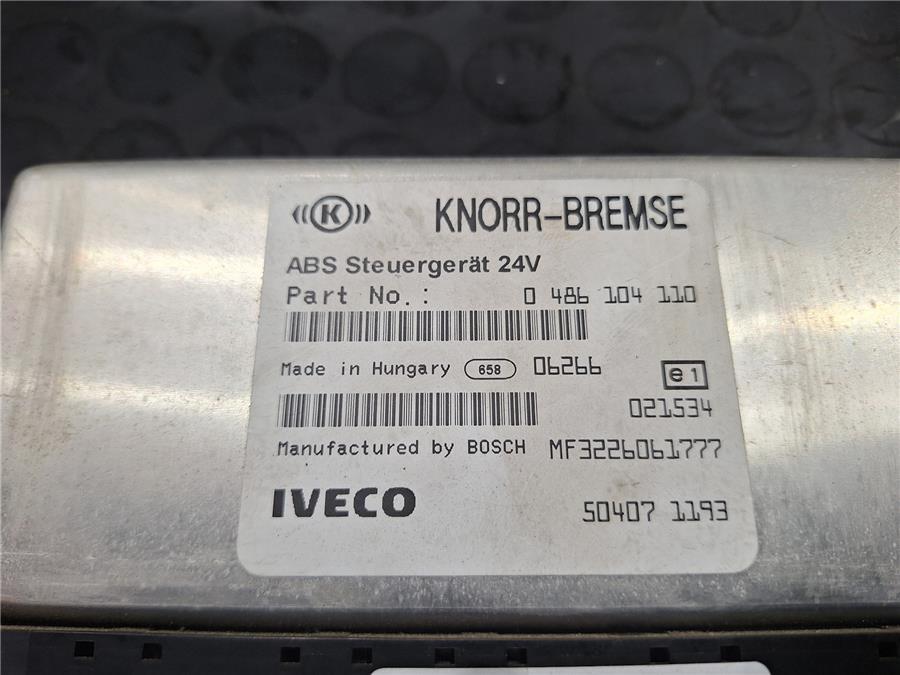 ((K)) KNORR-BREMSE
ABS Steuergerät 24V
Part No.: 0 486 104 110
Made in Hungary 658 06266 e1
021534
Manufactured by BOSCH MF3226061777
IVECO 50407 1193